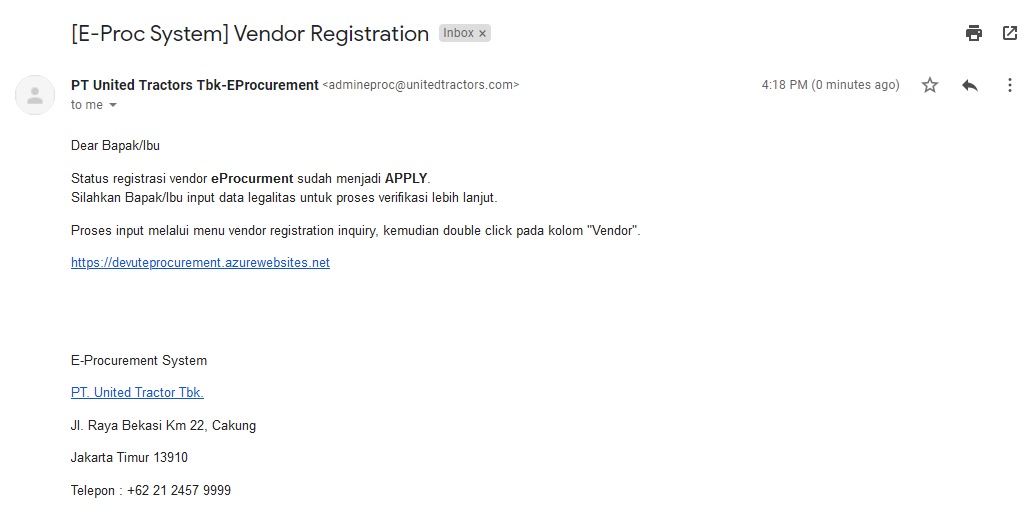 [E-Proc System] Vendor Registration Inbox ×
PT United Tractors Tbk-EProcurement <admineproc@unitedtractors.com> 4:18 PM (0 minutes ago)
to me
Dear Bapak/Ibu
Status registrasi vendor eProcurment sudah menjadi APPLY.
Silahkan Bapak/Ibu input data legalitas untuk proses verifikasi lebih lanjut.
Proses input melalui menu vendor registration inquiry, kemudian double click pada kolom "Vendor".
https://devuteprocurement.azurewebsites.net
E-Procurement System
PT. United Tractor Tbk.
Jl. Raya Bekasi Km 22, Cakung
Jakarta Timur 13910
Telepon : +62 21 2457 9999